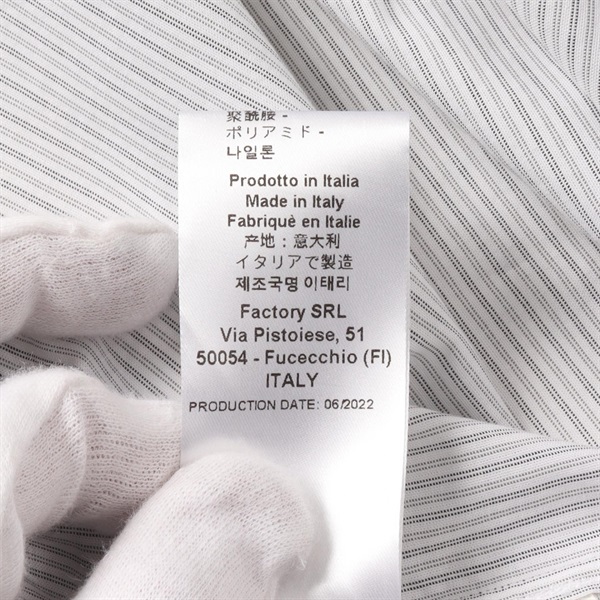 聚酰胺 -
ポリアミド -
나일론
Prodotto in Italia
Made in Italy
Fabriquè en Italie
产地 : 意大利
イタリアで製造
제조국명 이태리
Factory SRL
Via Pistoiese, 51
50054 - Fucecchio (FI)
ITALY
PRODUCTION DATE: 06/2022